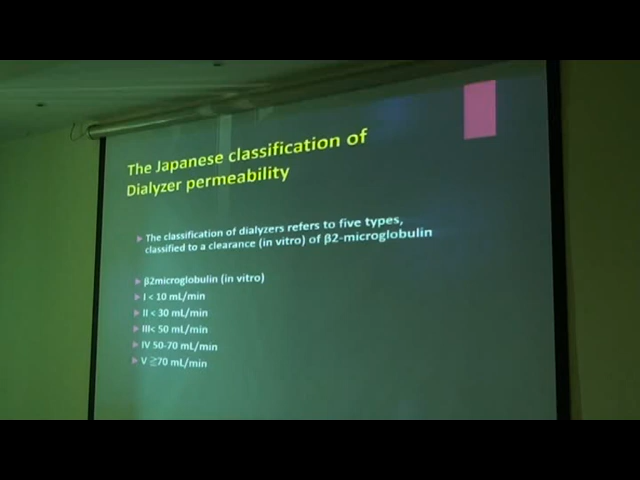 The Japanese classification of
Dialyzer permeability
The classification of dialyzers refers to five types,
classified to a clearance (in vitro) of β2-microglobulin
β2microglobulin (in vitro)
I < 10 mL/min
II < 30 mL/min
III< 50 mL/min
IV 50-70 mL/min
V ≧70 mL/min